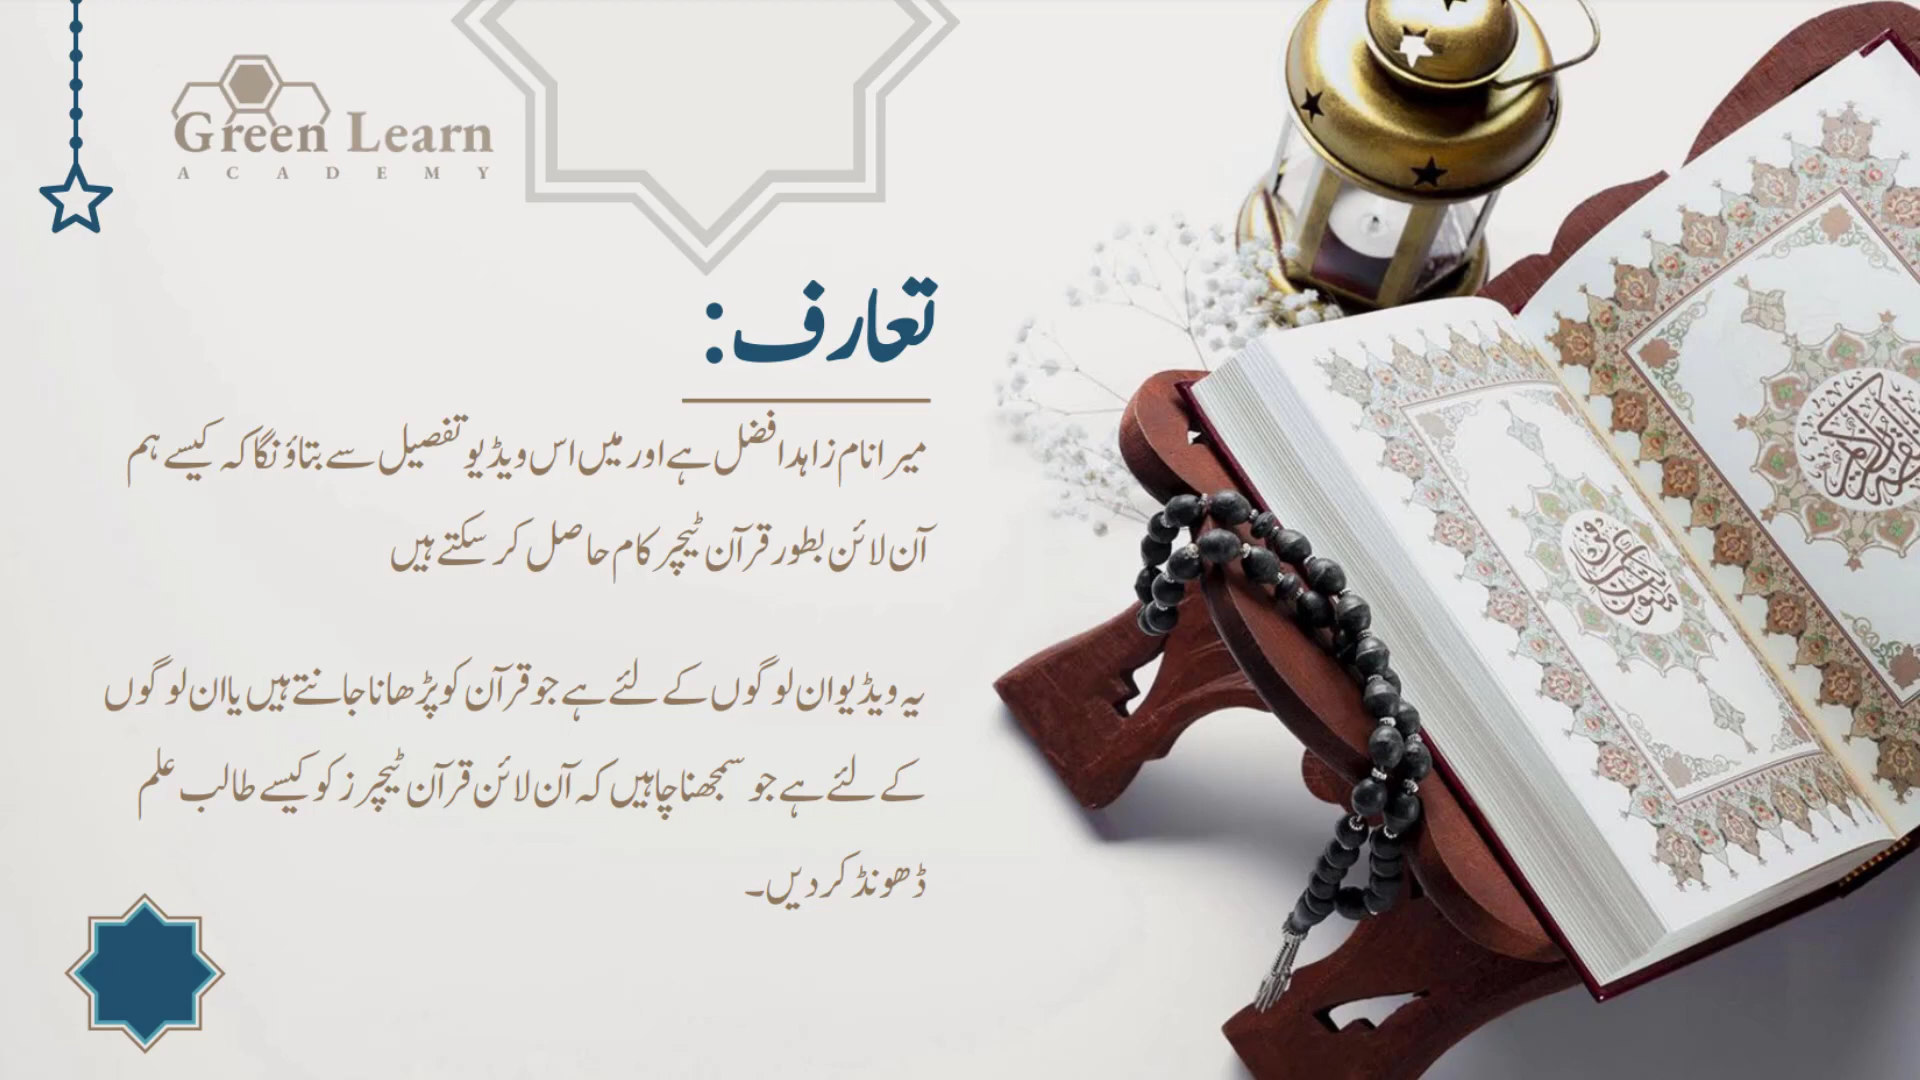 Green Learn
ACADEMY
تعارف:
میرا نام زاہد افضل ہے اور میں اس ویڈیو تفصیل سے بتاؤنگا کہ کیسے ہم
آن لائن بطور قرآن ٹیچر کام حاصل کر سکتے ہیں
یہ ویڈیو ان لوگوں کے لئے ہے جو قرآن کو پڑھانا جانتے ہیں یا ان لوگوں
کے لئے ہے جو سمجھنا چاہیں کہ آن لائن قرآن ٹیچرز کو کیسے طالب علم
ڈھونڈ کر دیں۔